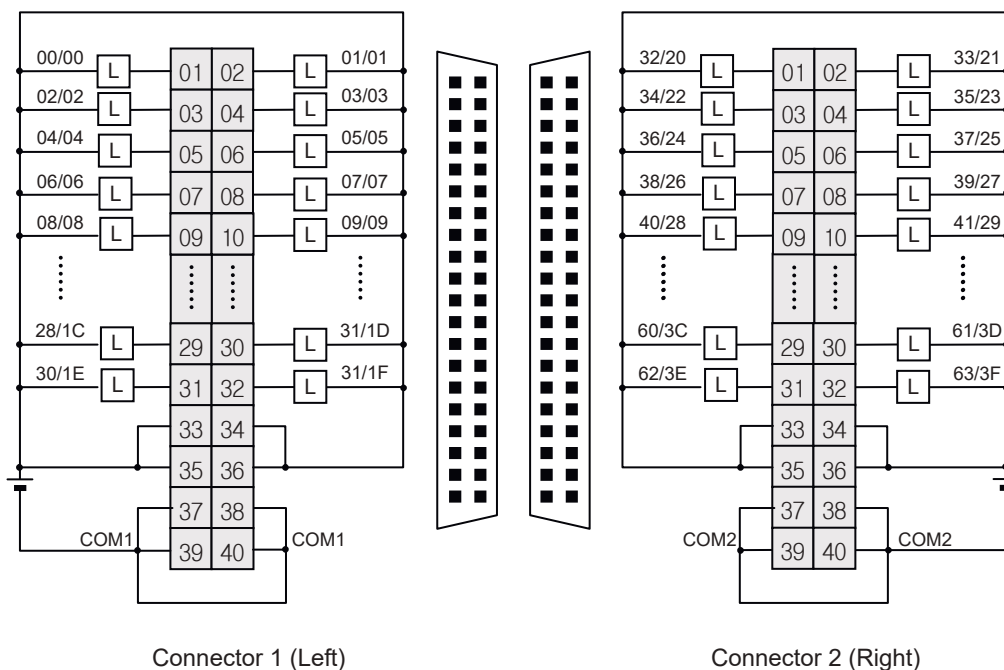 00/00 L 01 02 L 01/01
02/02 L 03 04 L 03/03
04/04 L 05 06 L 05/05
06/06 L 07 08 L 07/07
08/08 L 09 10 L 09/09
28/1C L 29 30 L 31/1D
30/1E L 31 32 L 31/1F
33 34
35 36
37 38
COM1 39 40 COM1
Connector 1 (Left)
32/20 L 01 02 L 33/21
34/22 L 03 04 L 35/23
36/24 L 05 06 L 37/25
38/26 L 07 08 L 39/27
40/28 L 09 10 L 41/29
60/3C L 29 30 L 61/3D
62/3E L 31 32 L 63/3F
33 34
35 36
37 38
COM2 39 40 COM2
Connector 2 (Right)